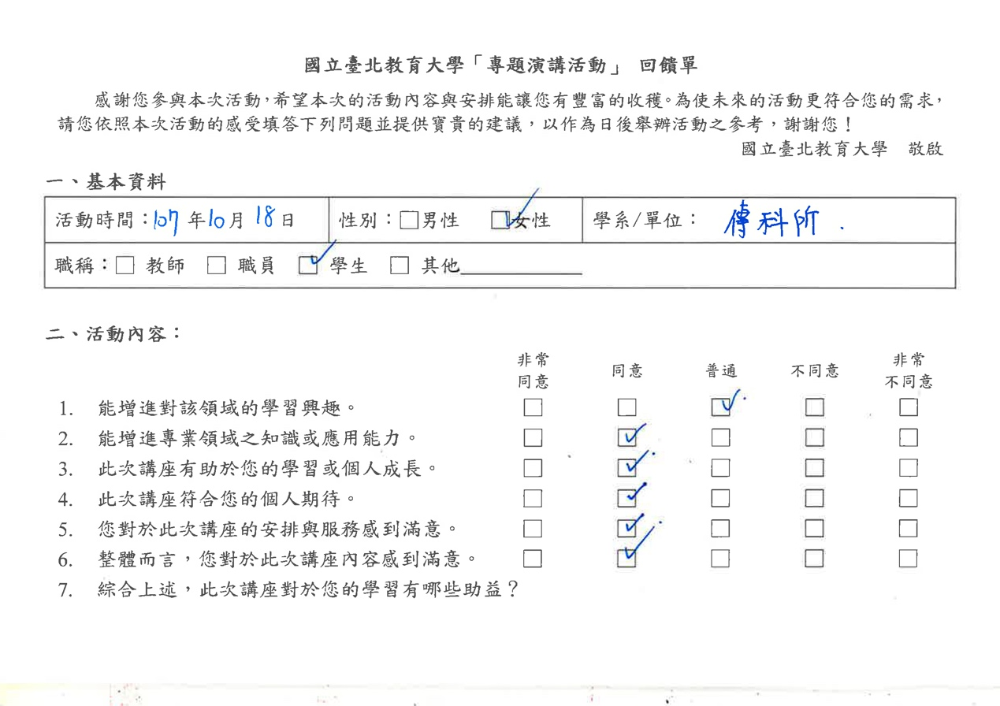 國立臺北教育大學「專題演講活動」 回饋單
感謝您參與本次活動,希望本次的活動內容與安排能讓您有豐富的收穫。為使未來的活動更符合您的需求,
請您依照本次活動的感受填答下列問題並提供寶貴的建議,以作為日後舉辦活動之參考,謝謝您!
國立臺北教育大學 敬啟
一、基本資料
活動時間:107年10月18日 性別:□男性 ☑女性 學系/單位: 傳科所.
職稱:□ 教師 □ 職員 ☑ 學生 □ 其他__________
二、活動內容:
非常 同意 普通 不同意 非常
同意 不同意
1. 能增進對該領域的學習興趣。 □ □ ☑ □ □
2. 能增進專業領域之知識或應用能力。 □ ☑ □ □ □
3. 此次講座有助於您的學習或個人成長。 □ ☑ □ □ □
4. 此次講座符合您的個人期待。 □ ☑ □ □ □
5. 您對於此次講座的安排與服務感到滿意。 □ ☑ □ □ □
6. 整體而言,您對於此次講座內容感到滿意。 □ ☑ □ □ □
7. 綜合上述,此次講座對於您的學習有哪些助益?